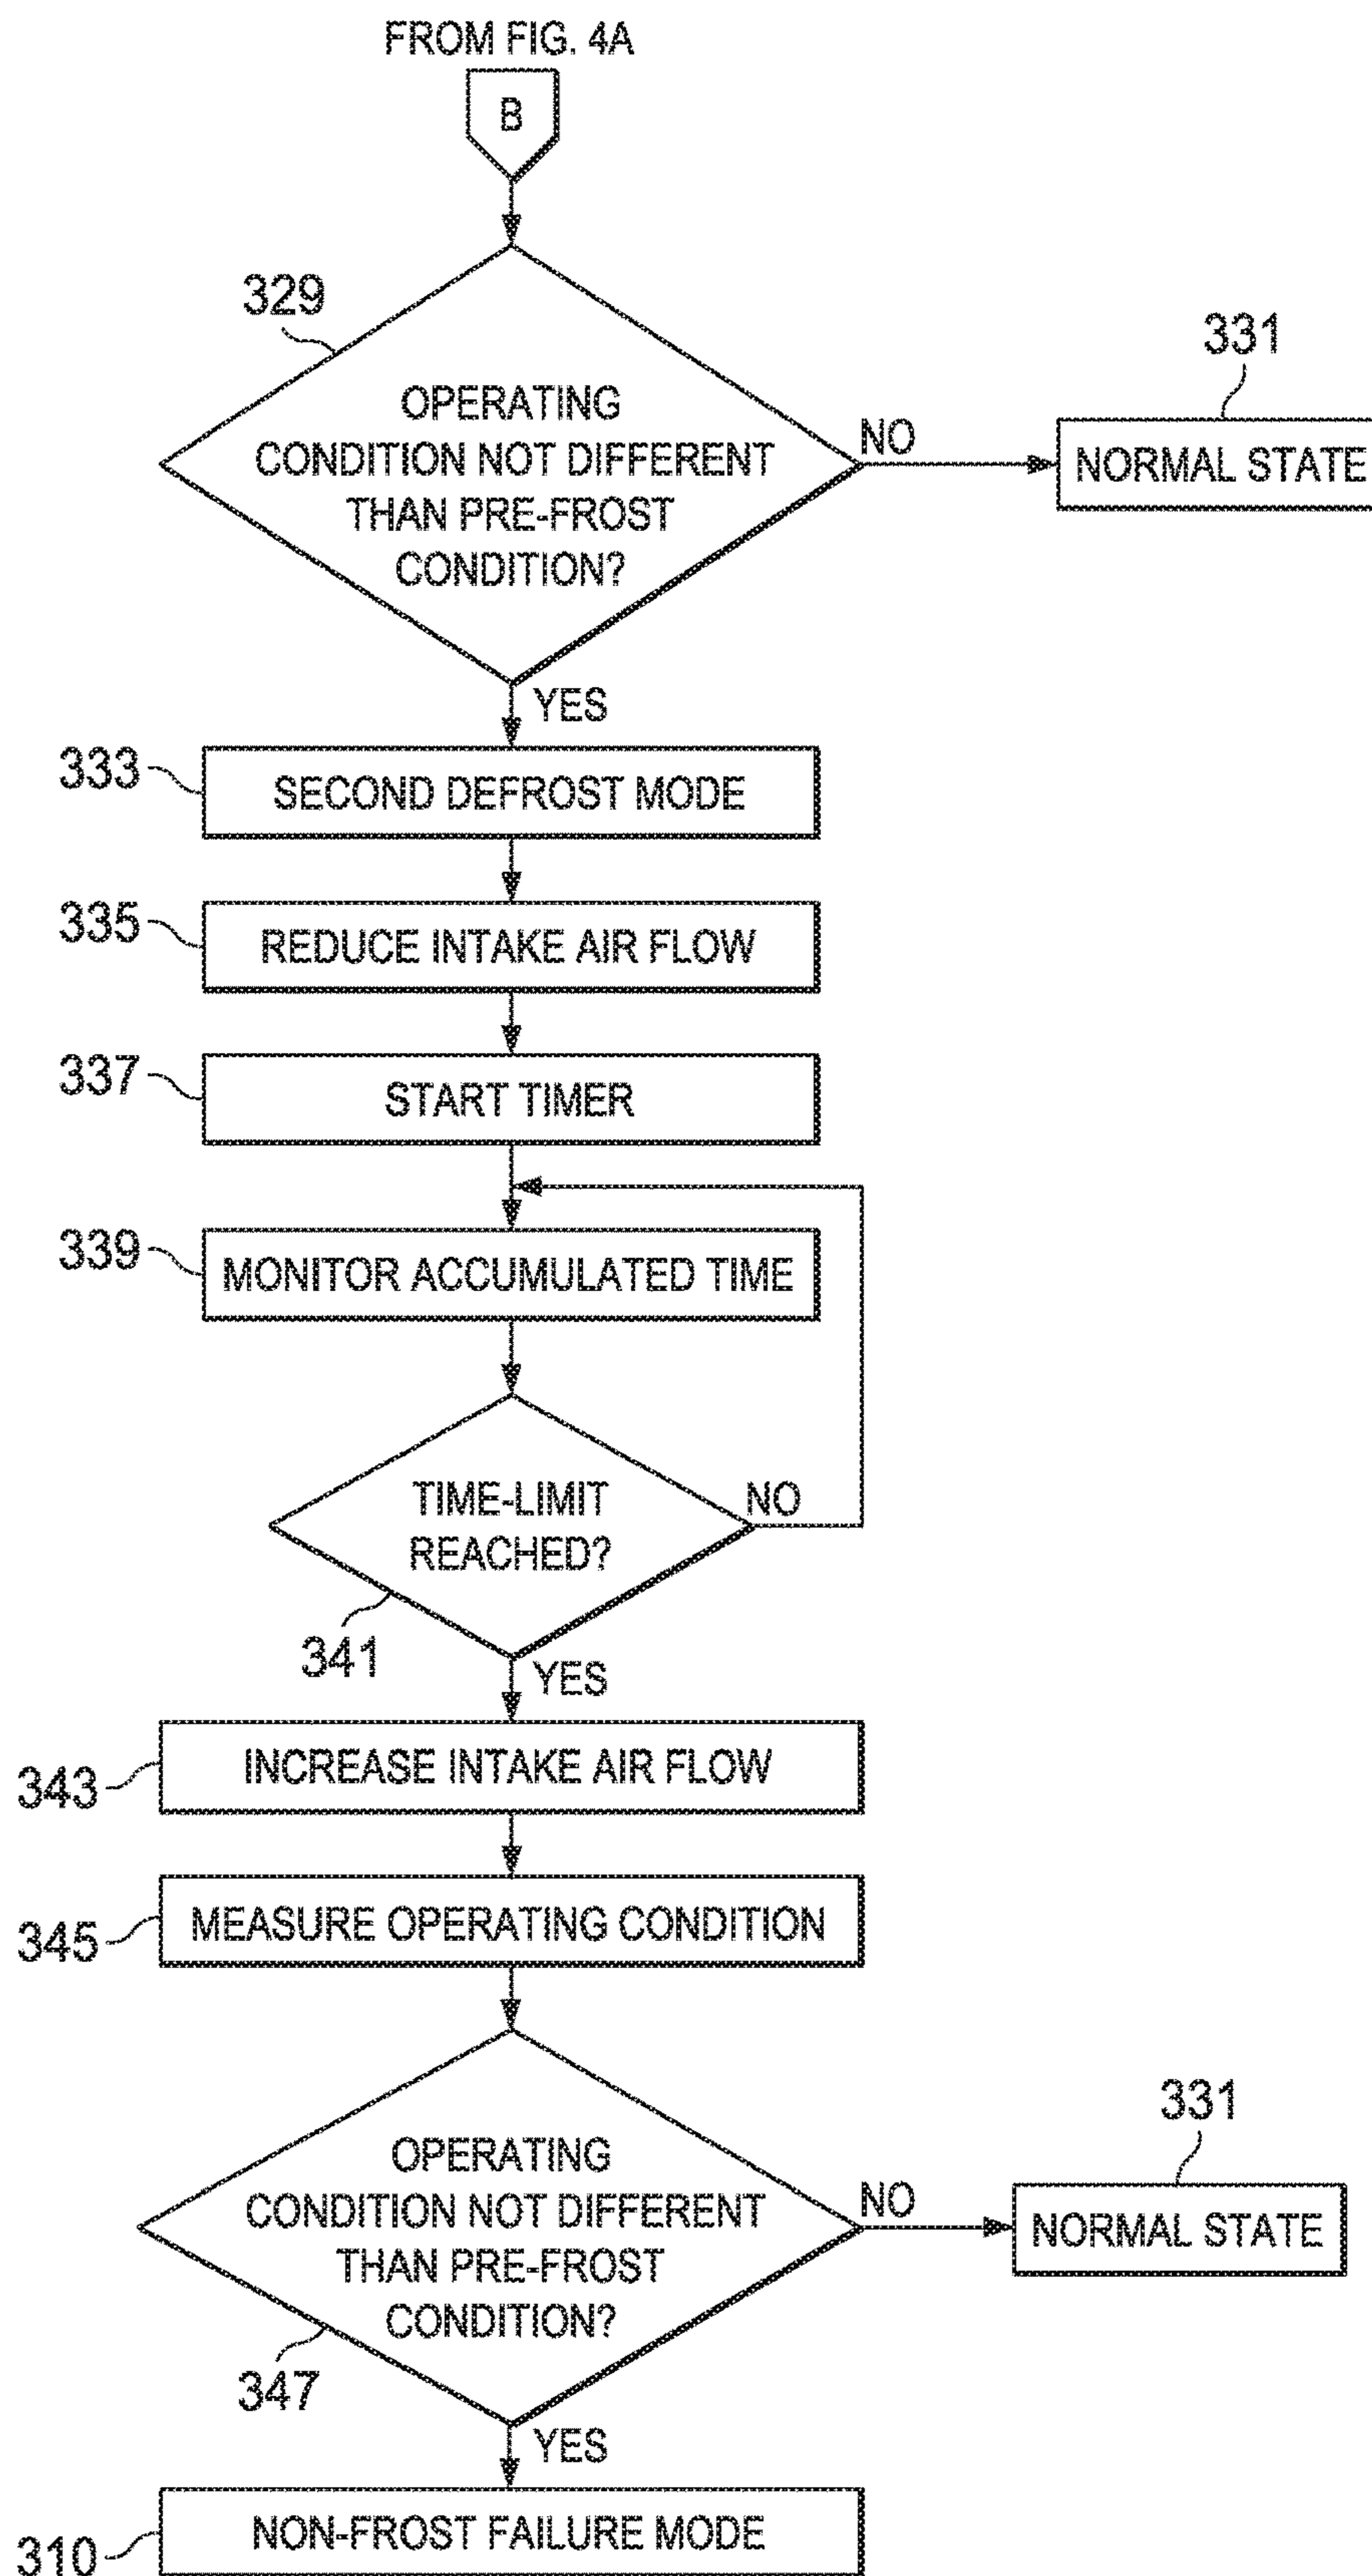 FROM FIG. 4A
B
329
OPERATING
CONDITION NOT DIFFERENT
THAN PRE-FROST
CONDITION?
NO
331
NORMAL STATE
YES
333
SECOND DEFROST MODE
335
REDUCE INTAKE AIR FLOW
337
START TIMER
339
MONITOR ACCUMULATED TIME
TIME-LIMIT
REACHED?
NO
341
YES
343
INCREASE INTAKE AIR FLOW
345
MEASURE OPERATING CONDITION
OPERATING
CONDITION NOT DIFFERENT
THAN PRE-FROST
CONDITION?
NO
331
NORMAL STATE
347
YES
310
NON-FROST FAILURE MODE